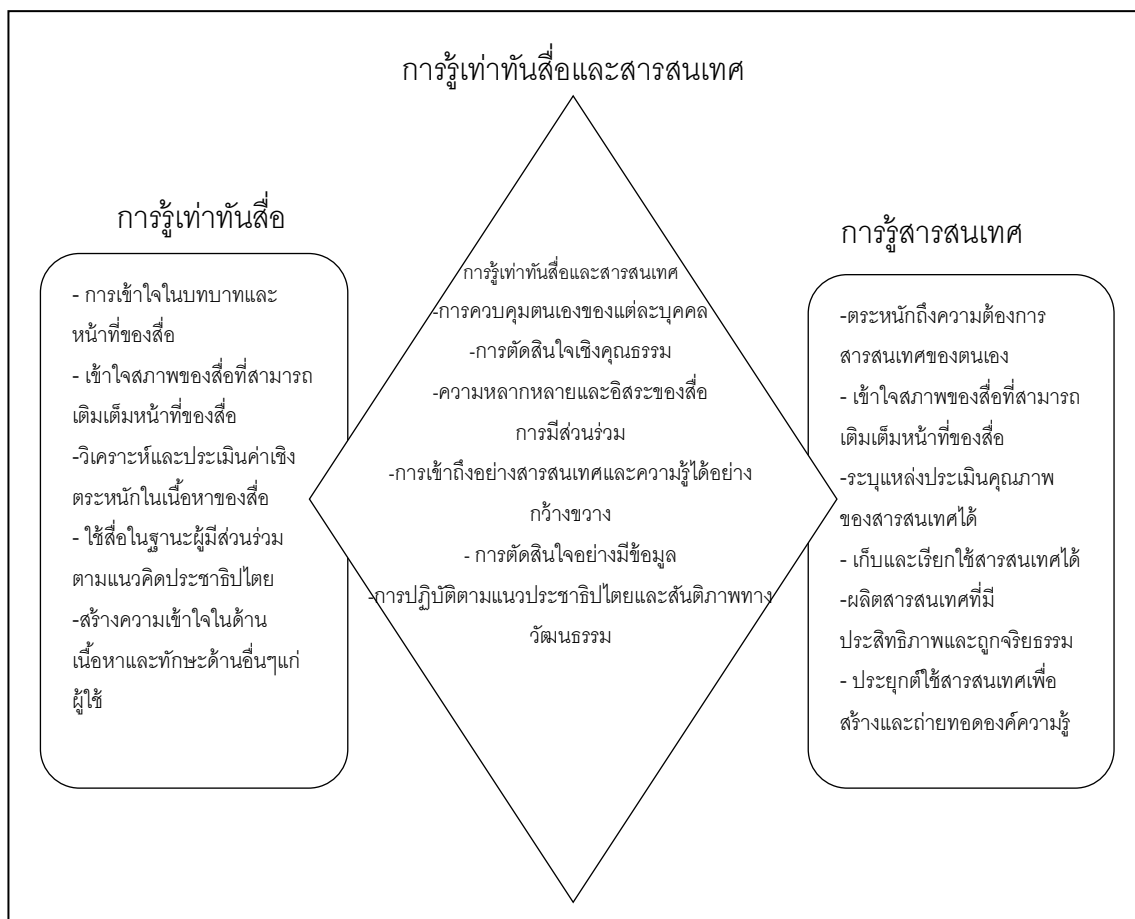 การรู้เท่าทันสื่อและสารสนเทศ
การรู้เท่าทันสื่อ
- การเข้าใจในบทบาทและ
หน้าที่ของสื่อ
- เข้าใจสภาพของสื่อที่สามารถ
เติมเต็มหน้าที่ของสื่อ
-วิเคราะห์และประเมินค่าเชิง
ตระหนักในเนื้อหาของสื่อ
- ใช้สื่อในฐานะผู้มีส่วนร่วม
ตามแนวคิดประชาธิปไตย
-สร้างความเข้าใจในด้าน
เนื้อหาและทักษะด้านอื่นๆแก่
ผู้ใช้
การรู้เท่าทันสื่อและสารสนเทศ
-การควบคุมตนเองของแต่ละบุคคล
-การตัดสินใจเชิงคุณธรรม
-ความหลากหลายและอิสระของสื่อ
การมีส่วนร่วม
-การเข้าถึงอย่างสารสนเทศและความรู้ได้อย่าง
กว้างขวาง
- การตัดสินใจอย่างมีข้อมูล
-การปฏิบัติตามแนวประชาธิปไตยและสันติภาพทาง
วัฒนธรรม
การรู้สารสนเทศ
-ตระหนักถึงความต้องการ
สารสนเทศของตนเอง
- เข้าใจสภาพของสื่อที่สามารถ
เติมเต็มหน้าที่ของสื่อ
-ระบุแหล่งประเมินคุณภาพ
ของสารสนเทศได้
- เก็บและเรียกใช้สารสนเทศได้
-ผลิตสารสนเทศที่มี
ประสิทธิภาพและถูกจริยธรรม
- ประยุกต์ใช้สารสนเทศเพื่อ
สร้างและถ่ายทอดองค์ความรู้